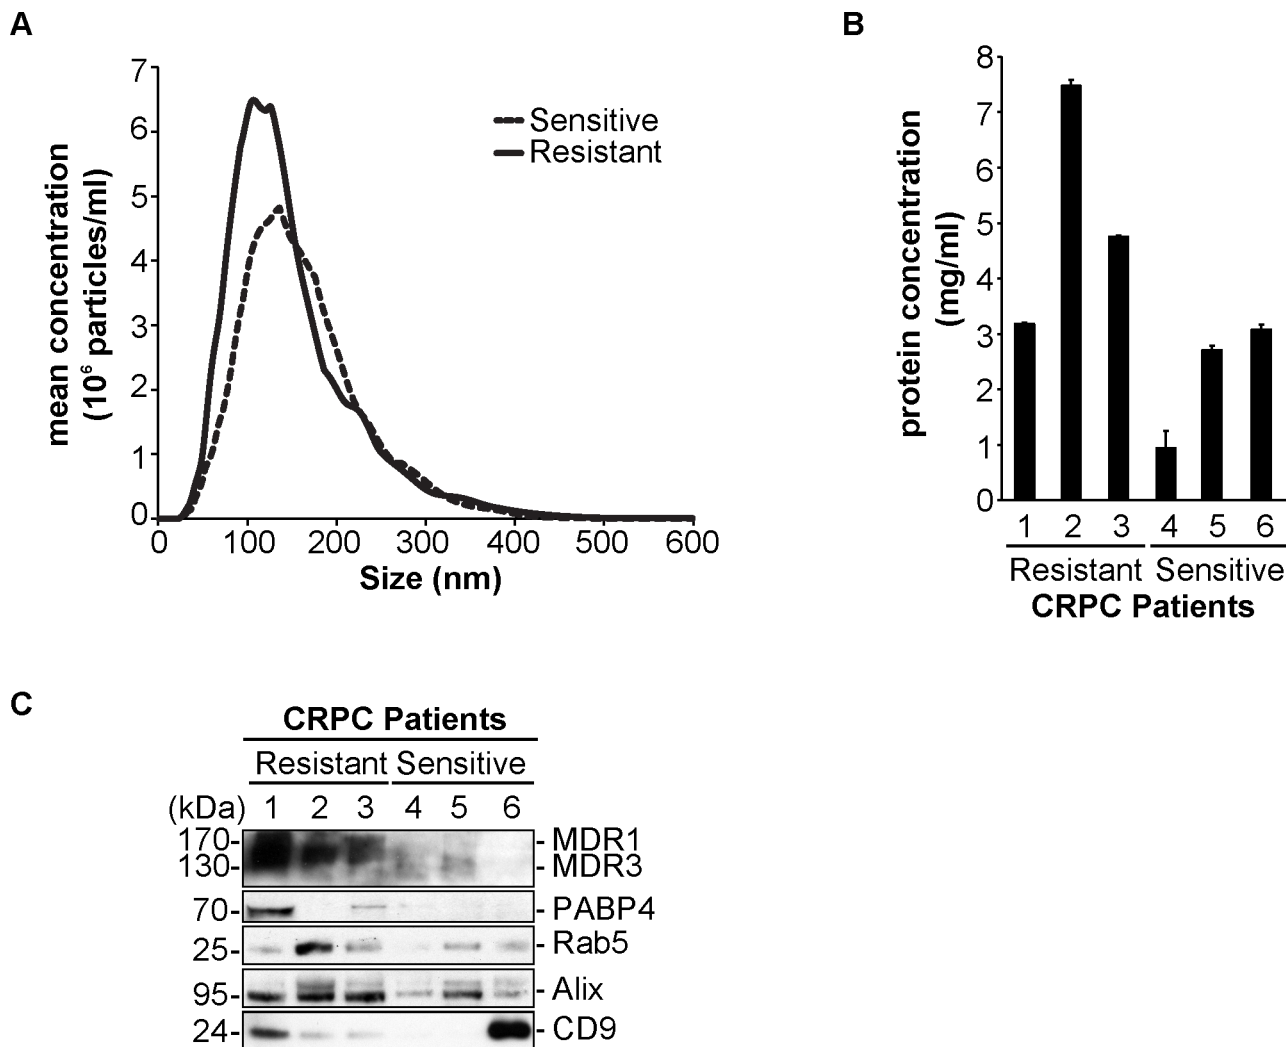 A
mean concentration
(10⁶ particles/ml)
7
6
5
4
3
2
1
0
Sensitive
Resistant
0 100 200 300 400 500 600
Size (nm)
B
protein concentration
(mg/ml)
8
7
6
5
4
3
2
1
0
1 2 3 4 5 6
Resistant Sensitive
CRPC Patients
C
CRPC Patients
Resistant Sensitive
(kDa) 1 2 3 4 5 6
170- - MDR1
130- - MDR3
70- - PABP4
25- - Rab5
95- - Alix
24- - CD9